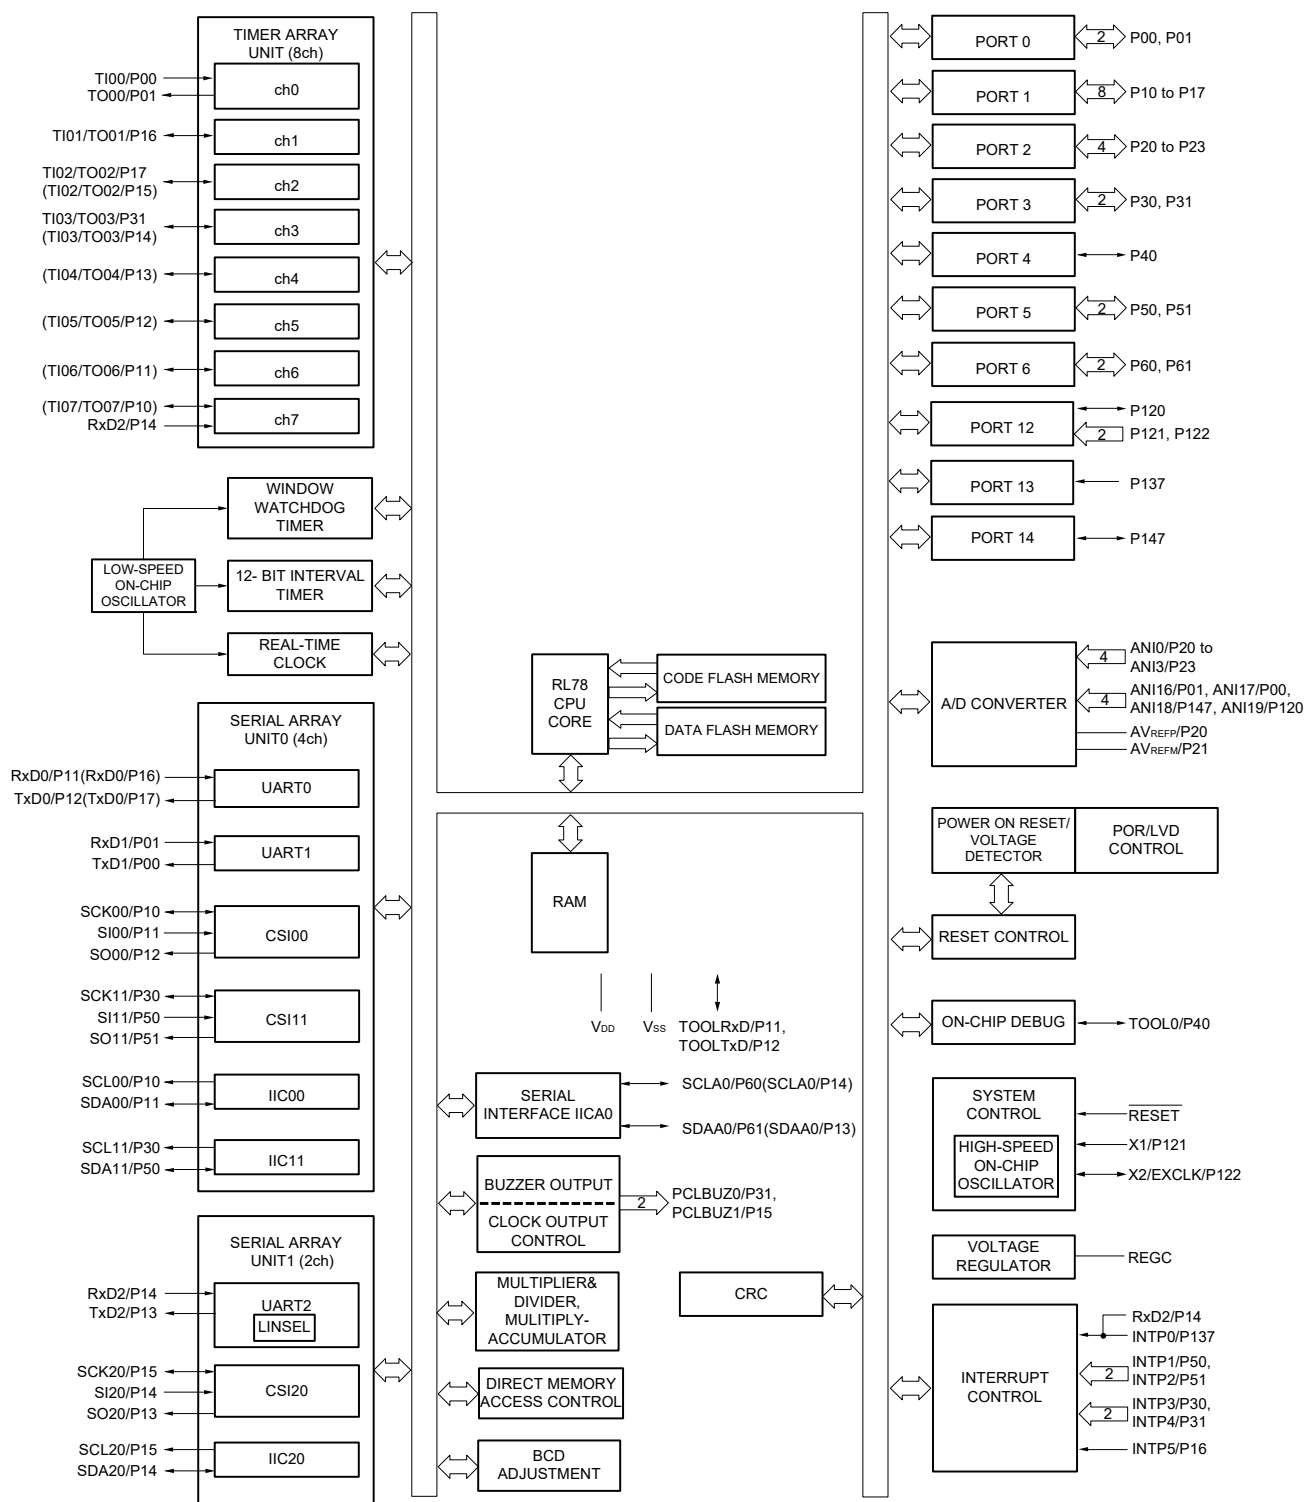 TIMER ARRAY
UNIT (8ch)
TI00/P00
TO00/P01
ch0
TI01/TO01/P16
ch1
TI02/TO02/P17
(TI02/TO02/P15)
ch2
TI03/TO03/P31
(TI03/TO03/P14)
ch3
(TI04/TO04/P13)
ch4
(TI05/TO05/P12)
ch5
(TI06/TO06/P11)
ch6
(TI07/TO07/P10)
RxD2/P14
ch7
WINDOW
WATCHDOG
TIMER
LOW-SPEED
ON-CHIP
OSCILLATOR
12- BIT INTERVAL
TIMER
REAL-TIME
CLOCK
SERIAL ARRAY
UNIT0 (4ch)
RxD0/P11(RxD0/P16)
TxD0/P12(TxD0/P17)
UART0
RxD1/P01
TxD1/P00
UART1
SCK00/P10
SI00/P11
SO00/P12
CSI00
SCK11/P30
SI11/P50
SO11/P51
CSI11
SCL00/P10
SDA00/P11
IIC00
SCL11/P30
SDA11/P50
IIC11
SERIAL ARRAY
UNIT1 (2ch)
RxD2/P14
TxD2/P13
UART2
LINSEL
SCK20/P15
SI20/P14
SO20/P13
CSI20
SCL20/P15
SDA20/P14
IIC20
RL78
CPU
CORE
CODE FLASH MEMORY
DATA FLASH MEMORY
RAM
VDD
VSS
TOOLRxD/P11,
TOOLTxD/P12
SERIAL
INTERFACE IICA0
SCLA0/P60(SCLA0/P14)
SDAA0/P61(SDAA0/P13)
BUZZER OUTPUT
CLOCK OUTPUT
CONTROL
2
PCLBUZ0/P31,
PCLBUZ1/P15
MULTIPLIER&
DIVIDER,
MULITIPLY-
ACCUMULATOR
CRC
DIRECT MEMORY
ACCESS CONTROL
BCD
ADJUSTMENT
PORT 0
2
P00, P01
PORT 1
8
P10 to P17
PORT 2
4
P20 to P23
PORT 3
2
P30, P31
PORT 4
P40
PORT 5
2
P50, P51
PORT 6
2
P60, P61
PORT 12
P120
2
P121, P122
PORT 13
P137
PORT 14
P147
A/D CONVERTER
4
ANI0/P20 to
ANI3/P23
4
ANI16/P01, ANI17/P00,
ANI18/P147, ANI19/P120
AVREFP/P20
AVREFM/P21
POWER ON RESET/
VOLTAGE
DETECTOR
POR/LVD
CONTROL
RESET CONTROL
ON-CHIP DEBUG
TOOL0/P40
SYSTEM
CONTROL
HIGH-SPEED
ON-CHIP
OSCILLATOR
RESET
X1/P121
X2/EXCLK/P122
VOLTAGE
REGULATOR
REGC
INTERRUPT
CONTROL
RxD2/P14
INTP0/P137
2
INTP1/P50,
INTP2/P51
2
INTP3/P30,
INTP4/P31
INTP5/P16